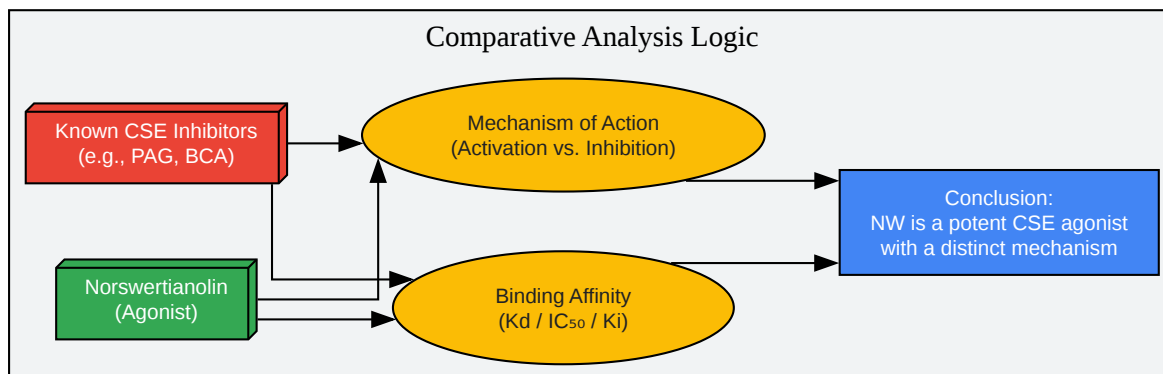 Comparative Analysis Logic
Known CSE Inhibitors
(e.g., PAG, BCA)
Mechanism of Action
(Activation vs. Inhibition)
Conclusion:
NW is a potent CSE agonist
with a distinct mechanism
Norswertianolin
(Agonist)
Binding Affinity
(Kd / IC₅₀ / Ki)